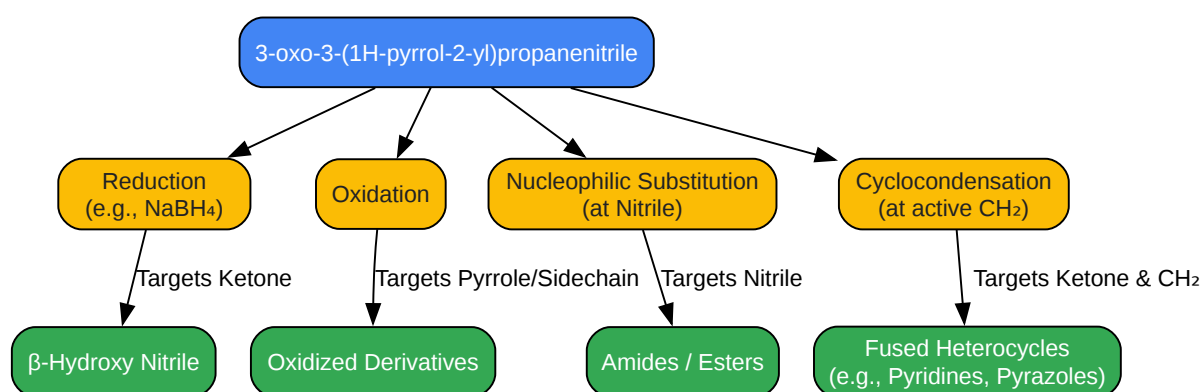 3-oxo-3-(1H-pyrrol-2-yl)propanenitrile
Reduction
(e.g., NaBH₄)
Oxidation
Nucleophilic Substitution
(at Nitrile)
Cyclocondensation
(at active CH₂)
Targets Ketone
Targets Pyrrole/Sidechain
Targets Nitrile
Targets Ketone & CH₂
β-Hydroxy Nitrile
Oxidized Derivatives
Amides / Esters
Fused Heterocycles
(e.g., Pyridines, Pyrazoles)